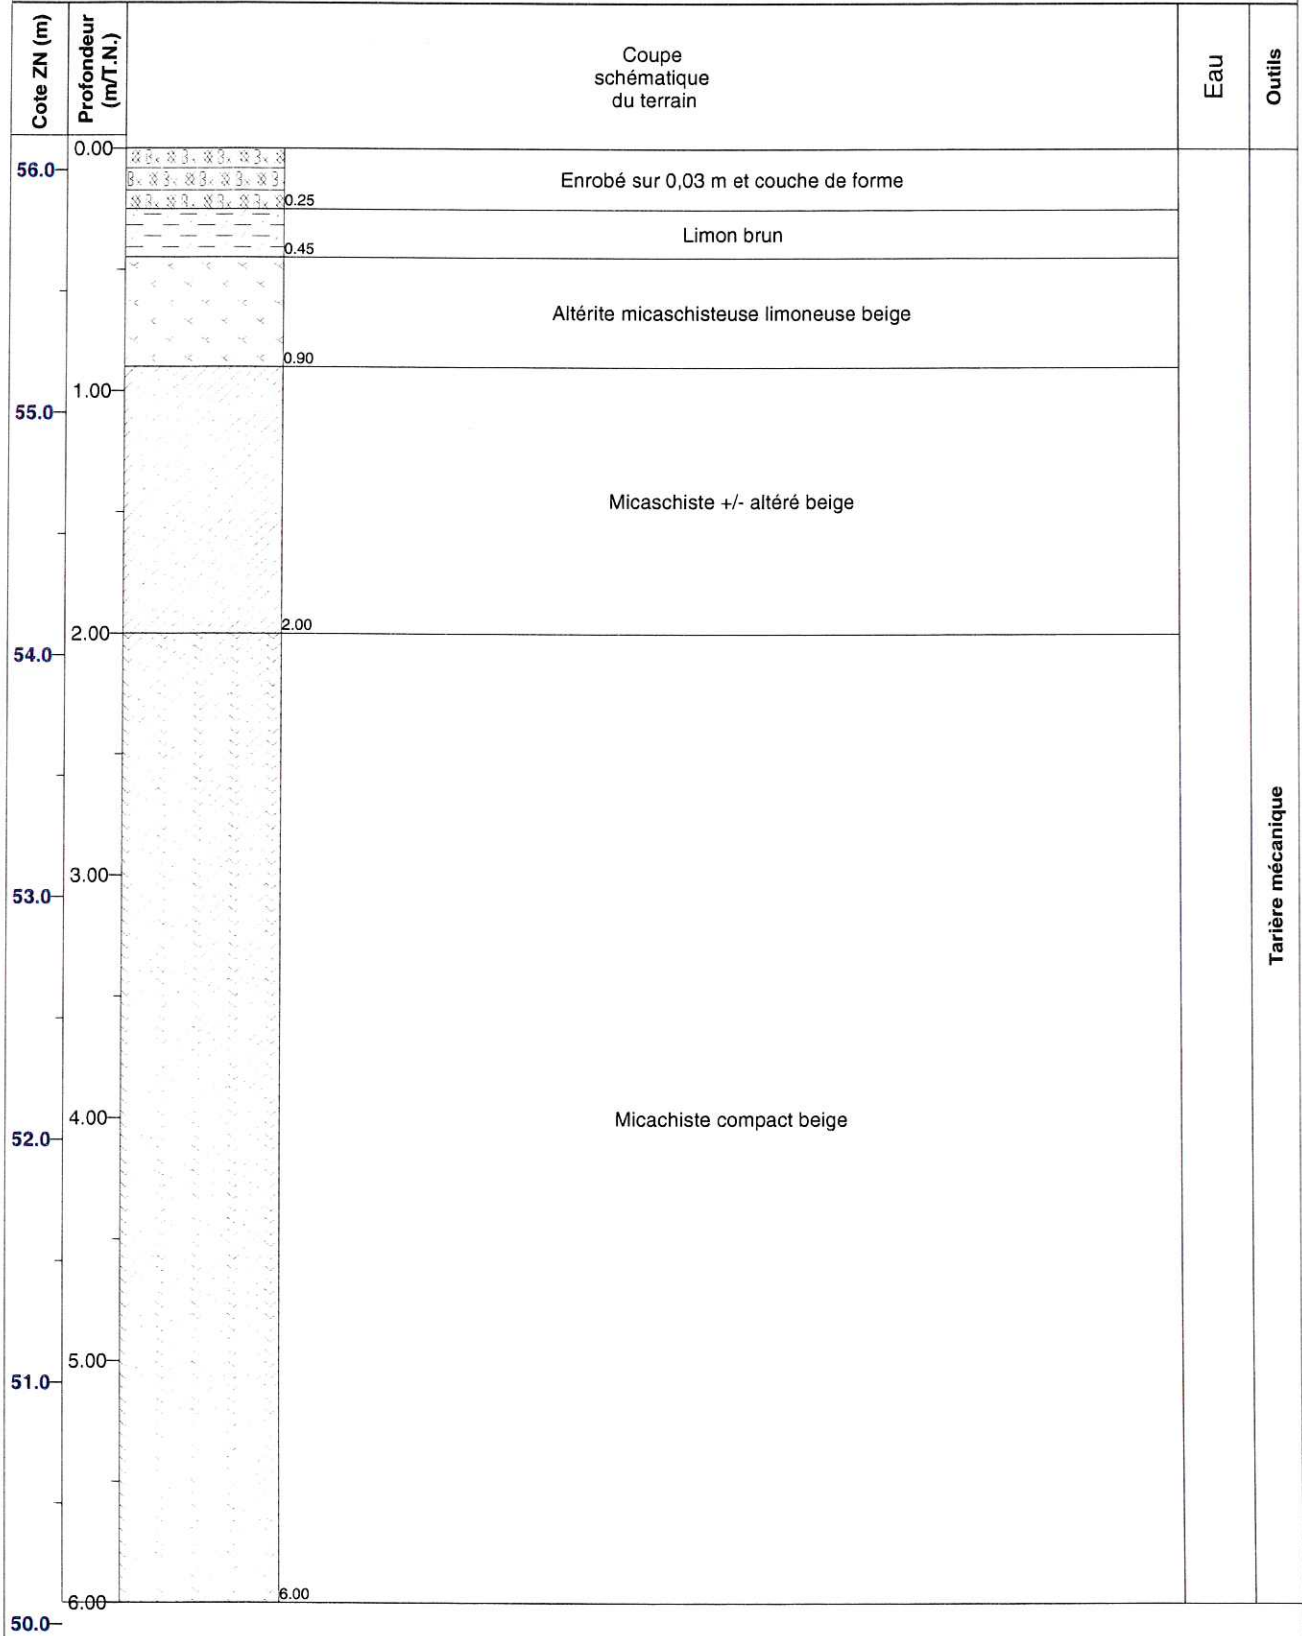 Cote ZN (m)
Profondeur
(m/T.N.)
Coupe
schématique
du terrain
Eau
Outils
0.00
56.0
Enrobé sur 0,03 m et couche de forme
0.25
Limon brun
0.45
Altérite micaschisteuse limoneuse beige
0.90
1.00
55.0
Micaschiste +/- altéré beige
2.00
2.00
54.0
3.00
53.0
Tarière mécanique
4.00
Micachiste compact beige
52.0
5.00
51.0
6.00
6.00
50.0